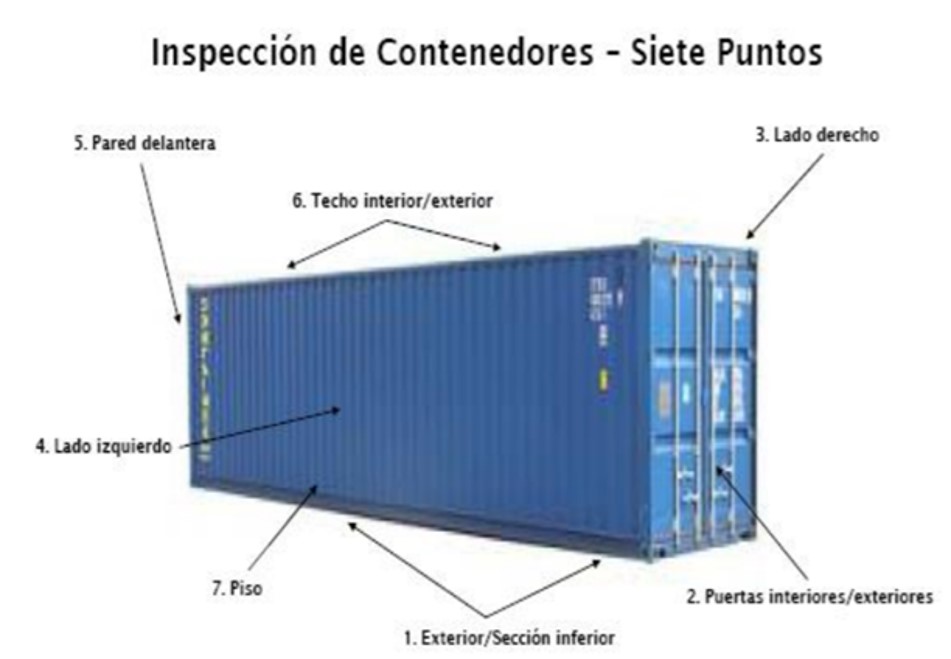 Inspección de Contenedores - Siete Puntos
5. Pared delantera
3. Lado derecho
6. Techo interior/exterior
4. Lado izquierdo
7. Piso
2. Puertas interiores/exteriores
1. Exterior/Sección inferior